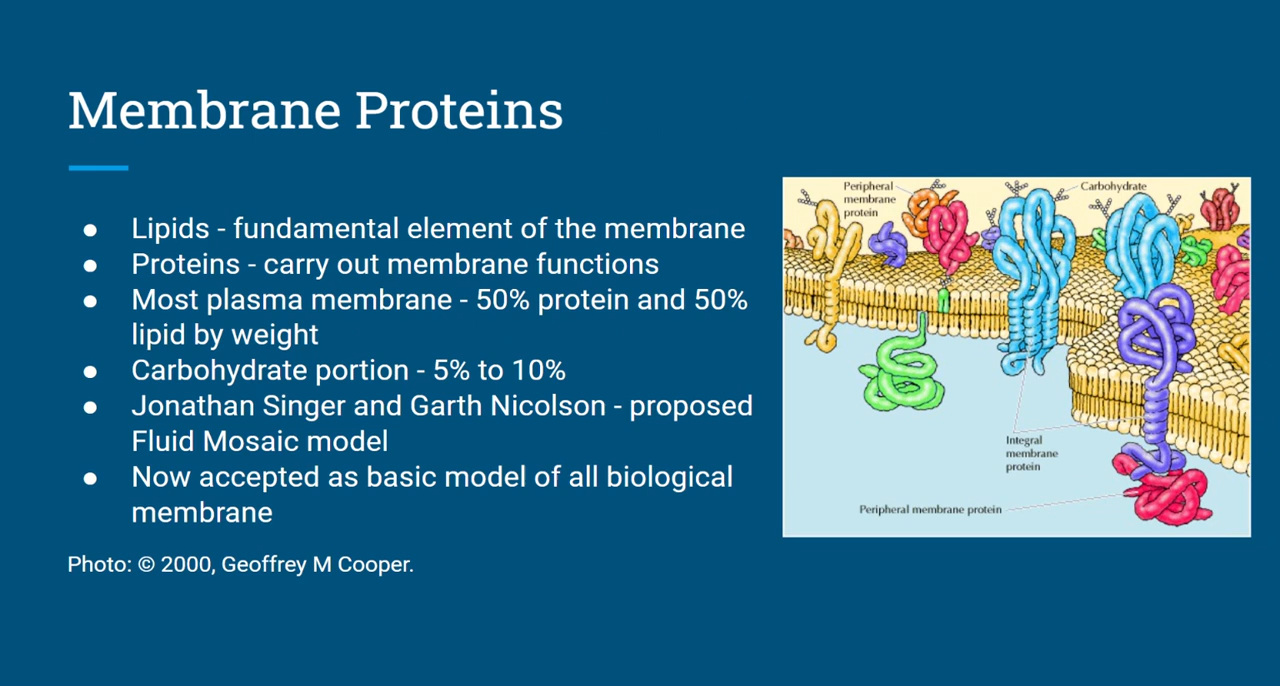 Membrane Proteins
● Lipids - fundamental element of the membrane
● Proteins - carry out membrane functions
● Most plasma membrane - 50% protein and 50%
lipid by weight
● Carbohydrate portion - 5% to 10%
● Jonathan Singer and Garth Nicolson - proposed
Fluid Mosaic model
● Now accepted as basic model of all biological
membrane
Photo: © 2000, Geoffrey M Cooper.
Peripheral
membrane
protein
Carbohydrate
Integral
membrane
protein
Peripheral membrane protein